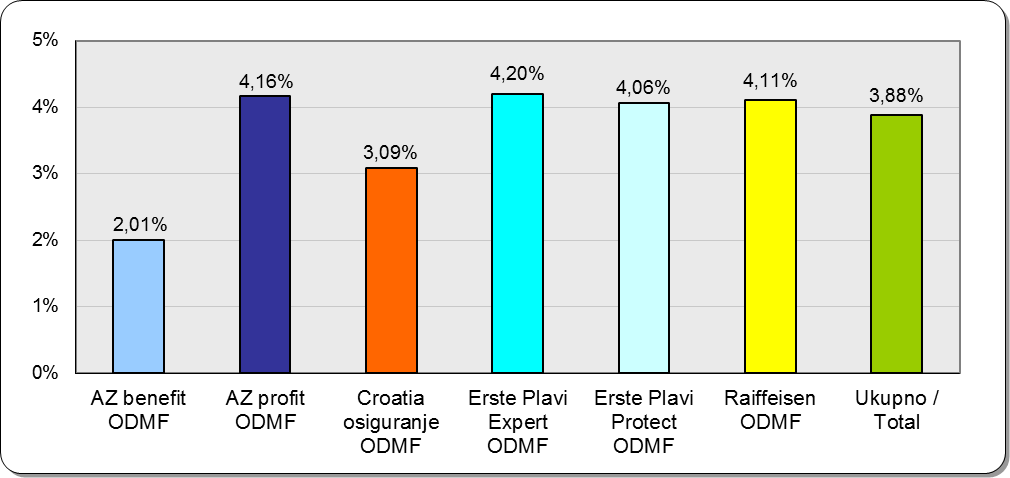 5%
4%
3%
2%
1%
0%
2,01%
4,16%
3,09%
4,20%
4,06%
4,11%
3,88%
AZ benefit
ODMF
AZ profit
ODMF
Croatia
osiguranje
ODMF
Erste Plavi
Expert
ODMF
Erste Plavi
Protect
ODMF
Raiffeisen
ODMF
Ukupno /
Total